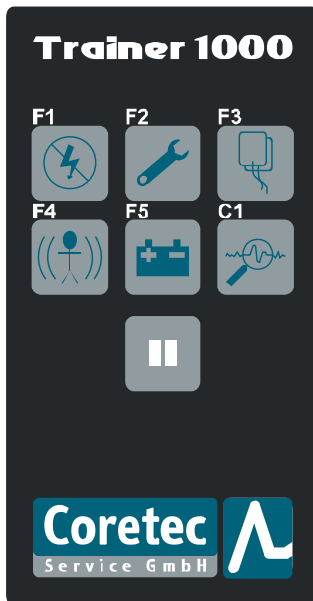 Trainer 1000
F1 F2 F3
F4 F5 C1
Coretec
Service GmbH